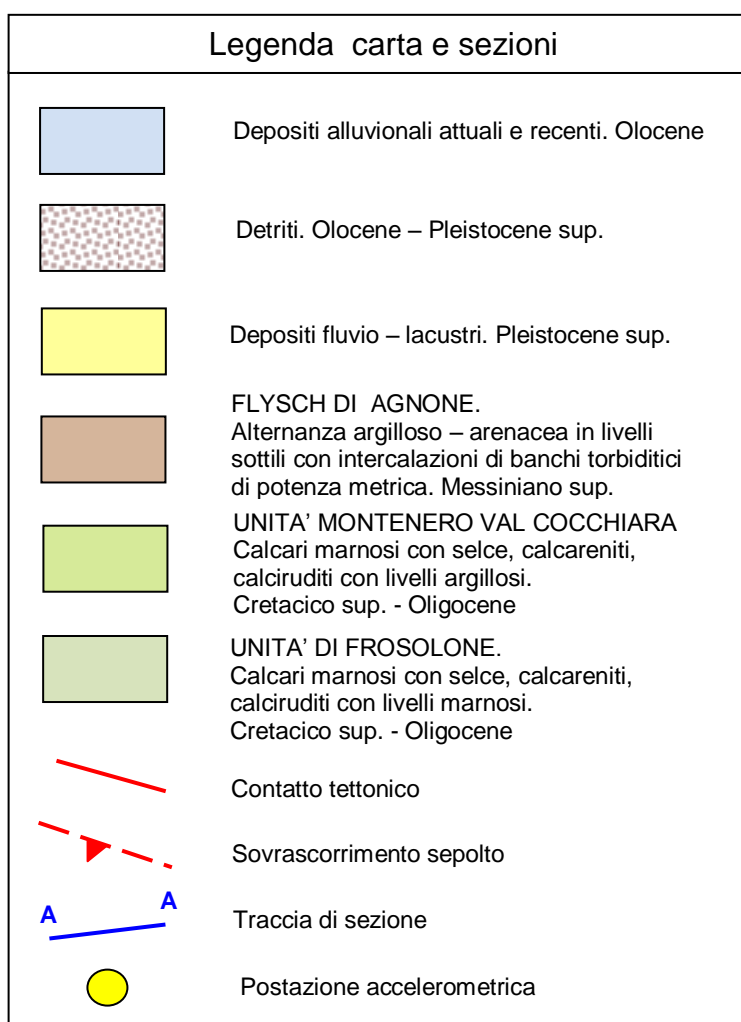 Legenda carta e sezioni
Depositi alluvionali attuali e recenti. Olocene
Detriti. Olocene – Pleistocene sup.
Depositi fluvio – lacustri. Pleistocene sup.
FLYSCH DI AGNONE.
Alternanza argilloso – arenacea in livelli
sottili con intercalazioni di banchi torbiditici
di potenza metrica. Messiniano sup.
UNITA’ MONTENERO VAL COCCHIARA
Calcari marnosi con selce, calcareniti,
calciruditi con livelli argillosi.
Cretacico sup. - Oligocene
UNITA’ DI FROSOLONE.
Calcari marnosi con selce, calcareniti,
calciruditi con livelli marnosi.
Cretacico sup. - Oligocene
Contatto tettonico
Sovrascorrimento sepolto
A A
Traccia di sezione
Postazione accelerometrica